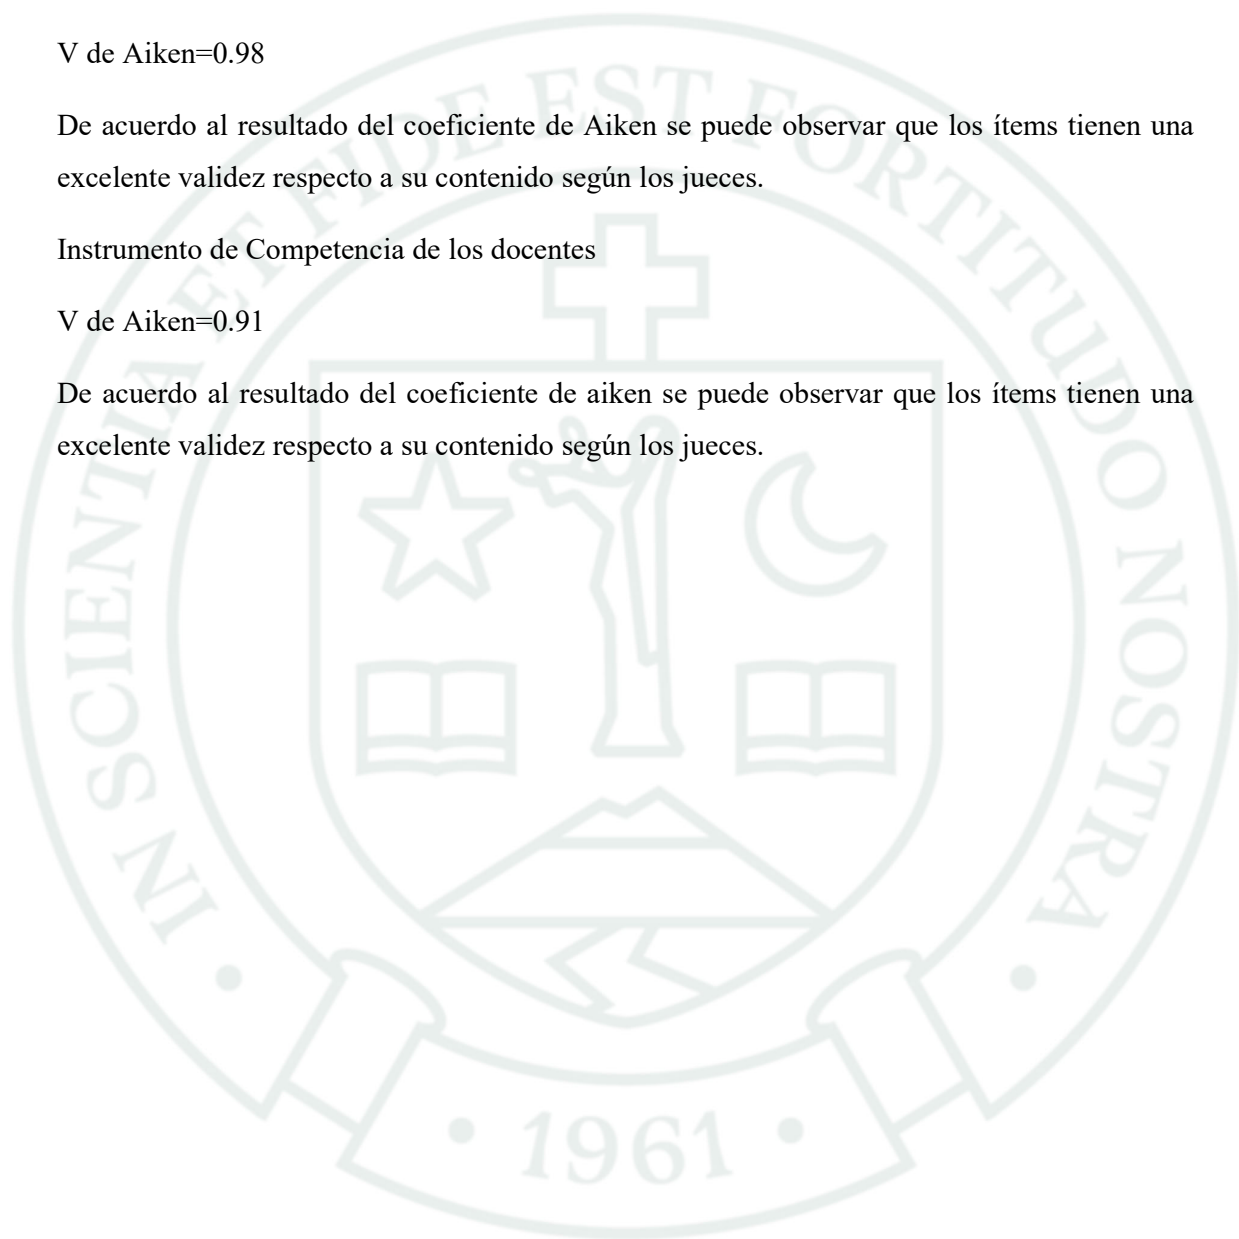 V de Aiken=0.98
De acuerdo al resultado del coeficiente de Aiken se puede observar que los ítems tienen una
excelente validez respecto a su contenido según los jueces.
Instrumento de Competencia de los docentes
V de Aiken=0.91
De acuerdo al resultado del coeficiente de aiken se puede observar que los ítems tienen una
excelente validez respecto a su contenido según los jueces.
IN SCIENTIA ET FIDE EST FORTITUDO NOSTRA
• 1961 •